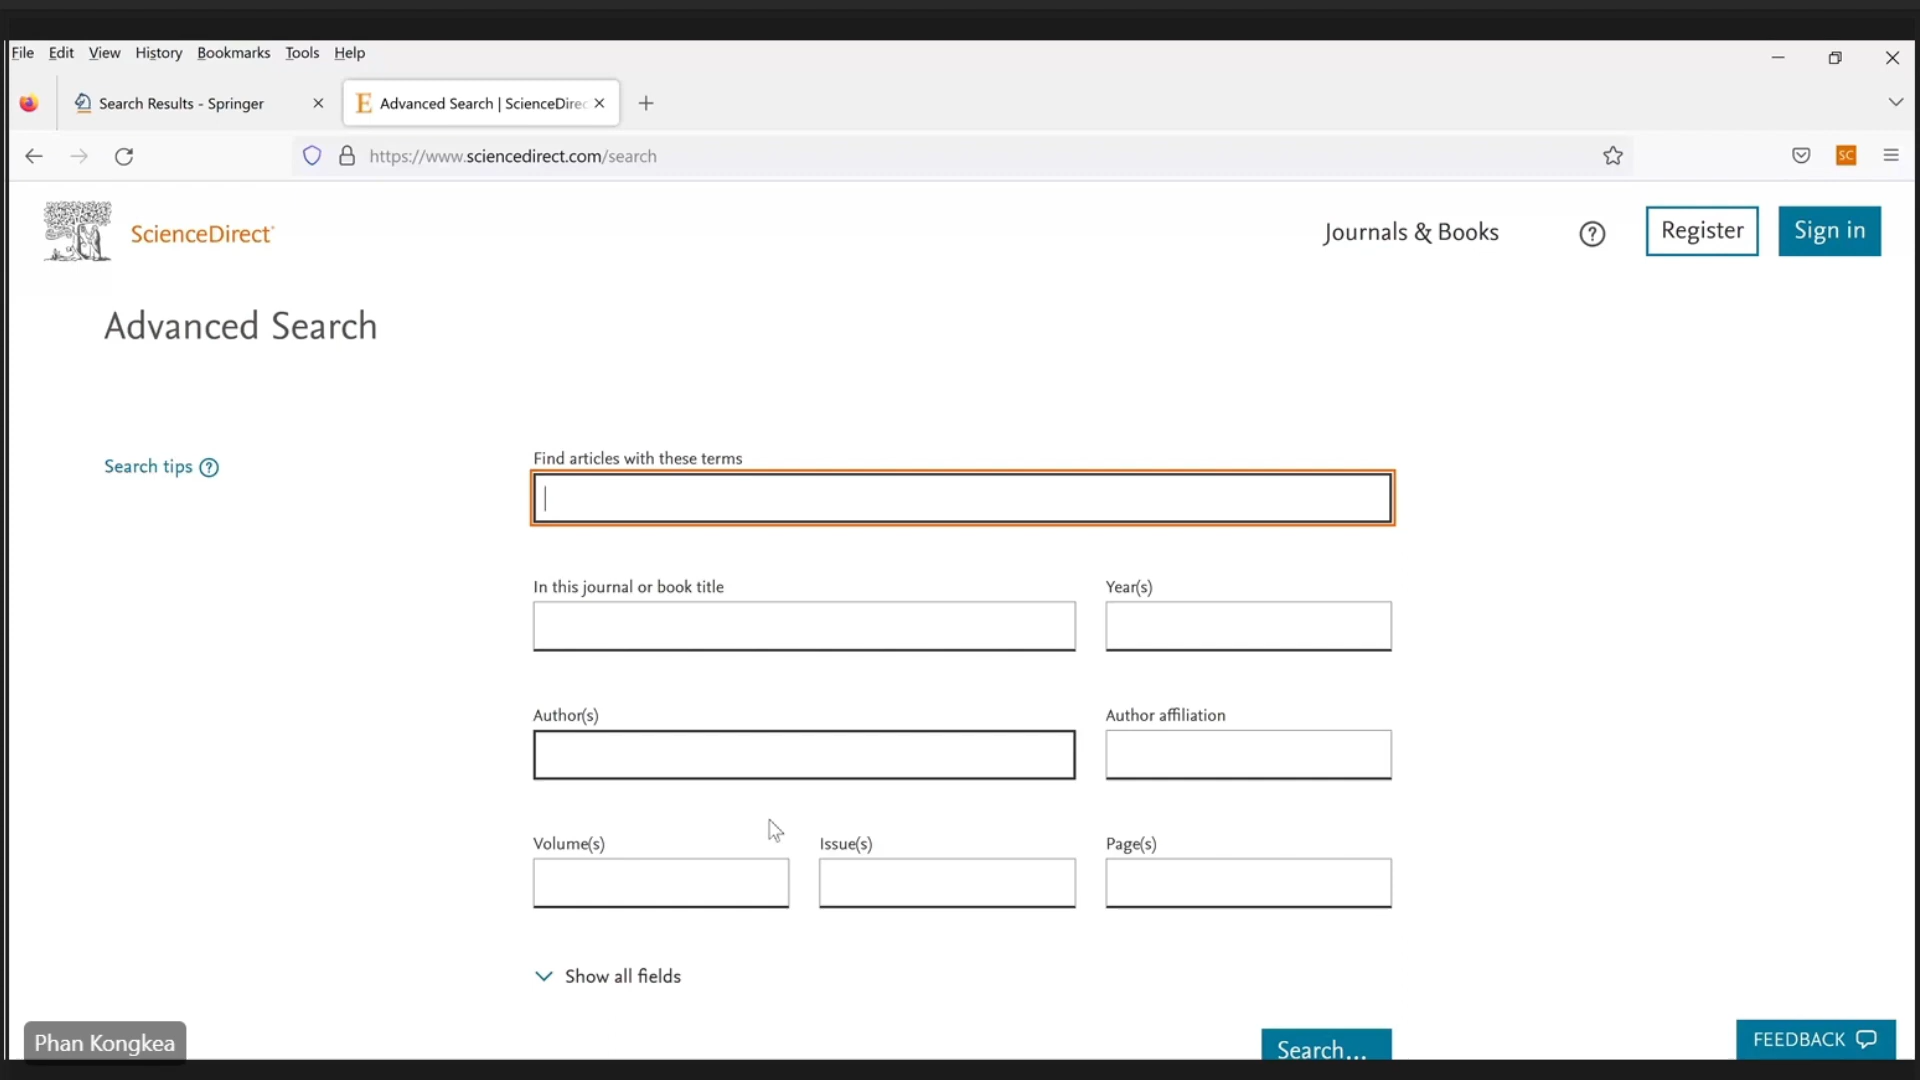 File Edit View History Bookmarks Tools Help
Search Results - Springer
Advanced Search | ScienceDirec
https://www.sciencedirect.com/search
SC
ScienceDirect
Journals & Books
Register
Sign in
Advanced Search
Search tips
Find articles with these terms
In this journal or book title
Year(s)
Author(s)
Author affiliation
Volume(s)
Issue(s)
Page(s)
Show all fields
Search...
Phan Kongkea
FEEDBACK